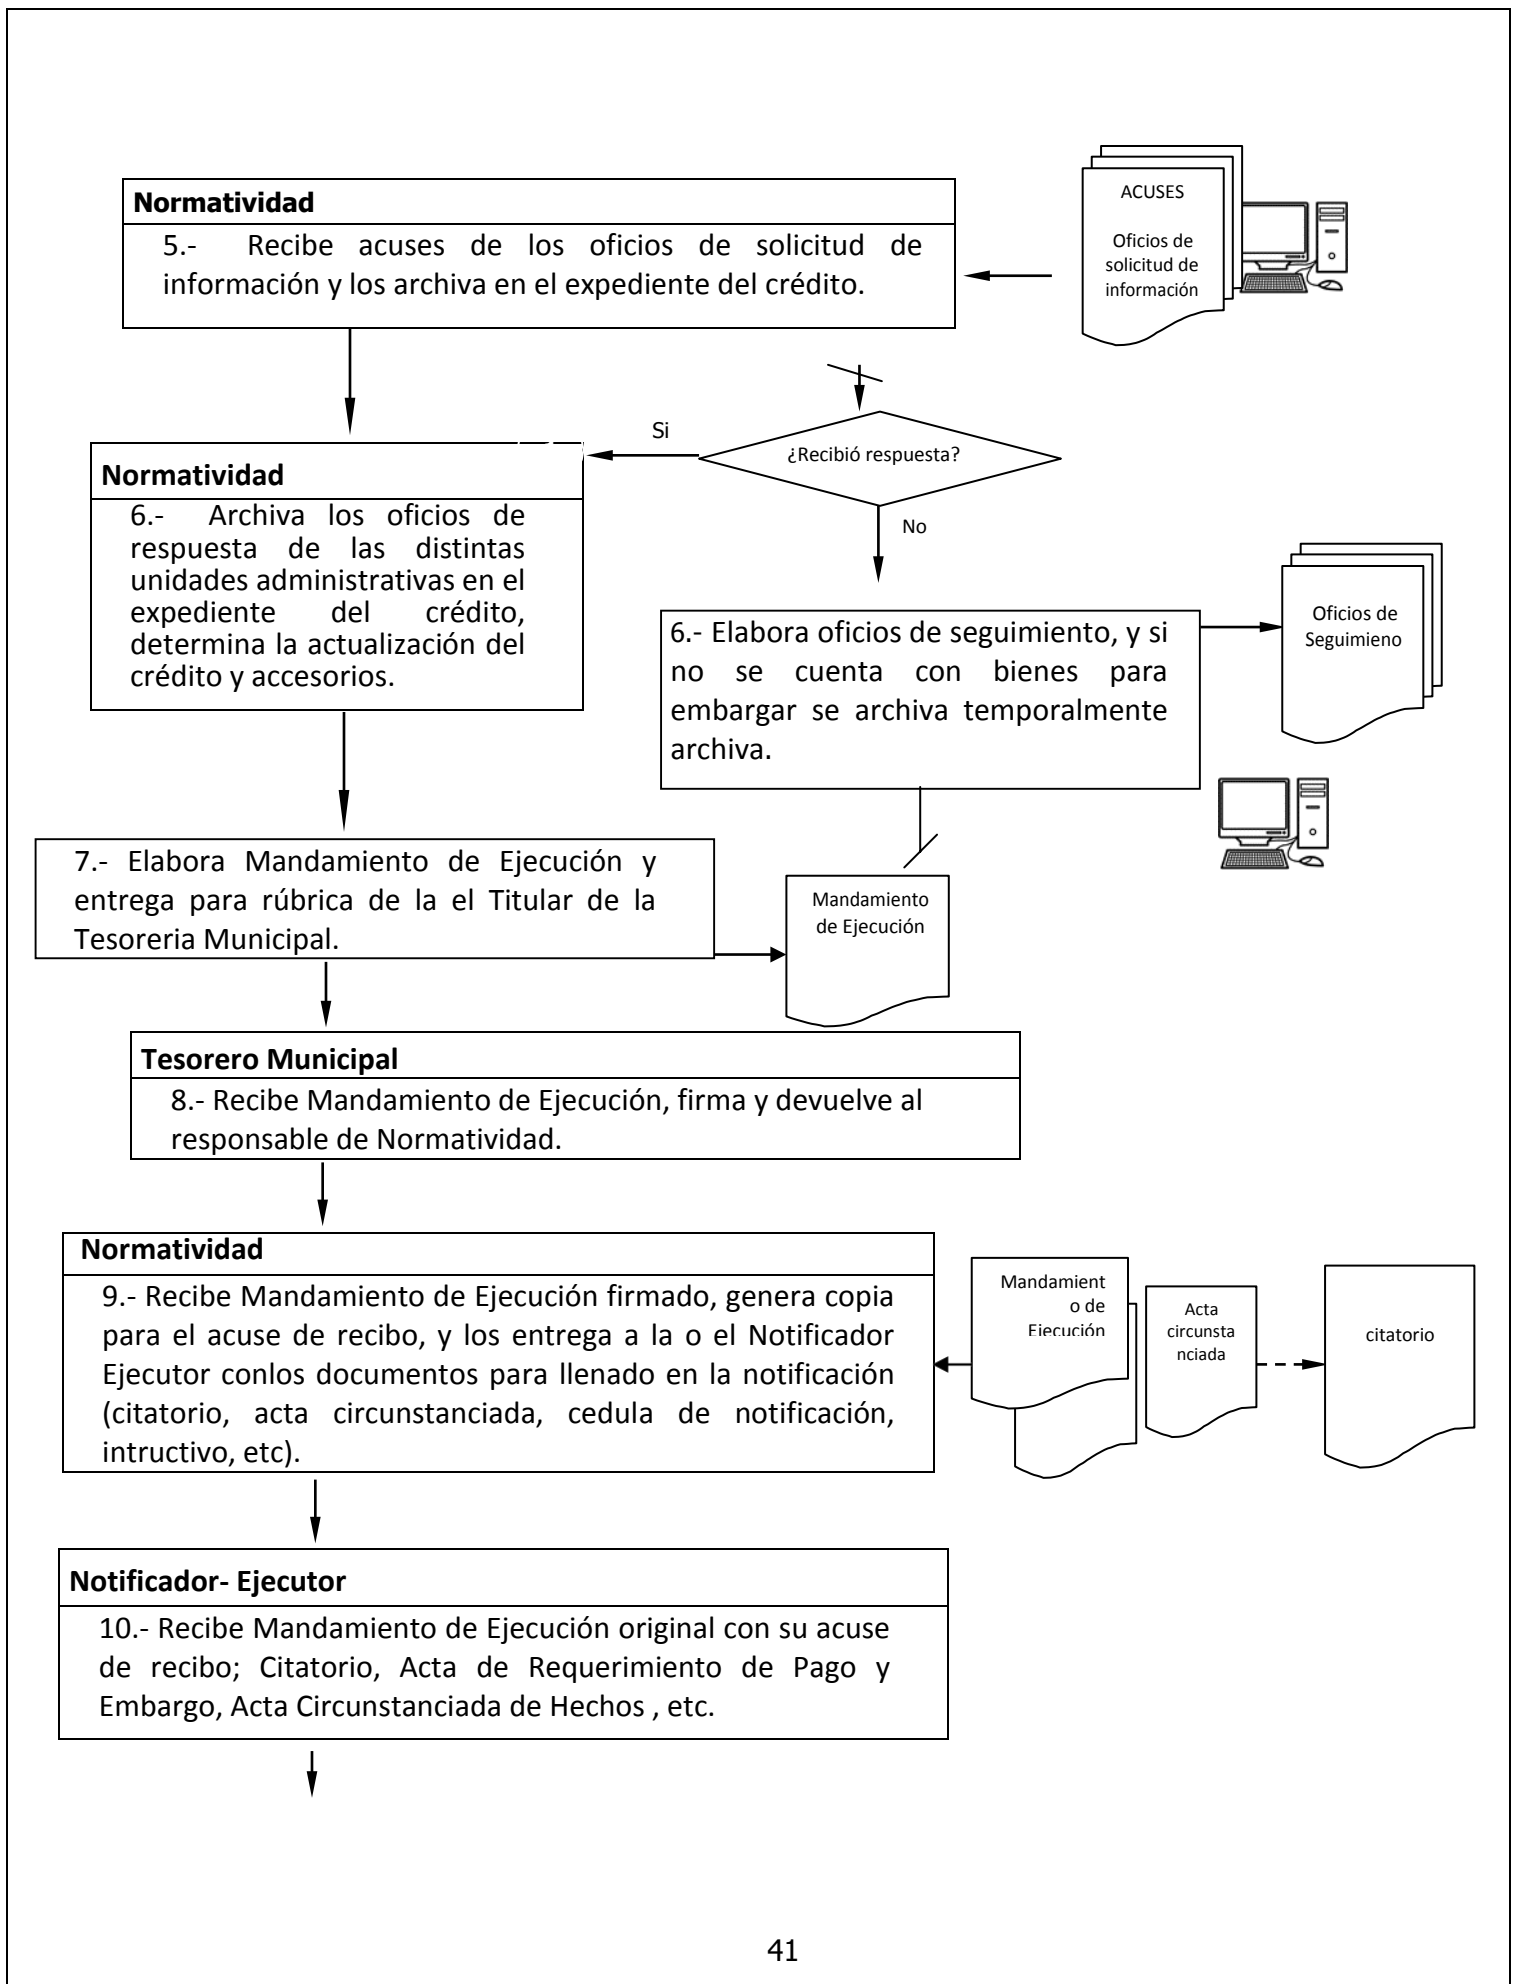 Normatividad
5.- Recibe acuses de los oficios de solicitud de
información y los archiva en el expediente del crédito.
ACUSES
Oficios de
solicitud de
información
¿Recibió respuesta?
Si
No
Normatividad
6.- Archiva los oficios de
respuesta de las distintas
unidades administrativas en el
expediente del crédito,
determina la actualización del
crédito y accesorios.
6.- Elabora oficios de seguimiento, y si
no se cuenta con bienes para
embargar se archiva temporalmente
archiva.
Oficios de
Seguimieno
7.- Elabora Mandamiento de Ejecución y
entrega para rúbrica de la el Titular de la
Tesoreria Municipal.
Mandamiento
de Ejecución
Tesorero Municipal
8.- Recibe Mandamiento de Ejecución, firma y devuelve al
responsable de Normatividad.
Normatividad
9.- Recibe Mandamiento de Ejecución firmado, genera copia
para el acuse de recibo, y los entrega a la o el Notificador
Ejecutor conlos documentos para llenado en la notificación
(citatorio, acta circunstanciada, cedula de notificación,
intructivo, etc).
Mandamient
o de
Ejecución
Acta
circunsta
nciada
citatorio
Notificador- Ejecutor
10.- Recibe Mandamiento de Ejecución original con su acuse
de recibo; Citatorio, Acta de Requerimiento de Pago y
Embargo, Acta Circunstanciada de Hechos , etc.
41